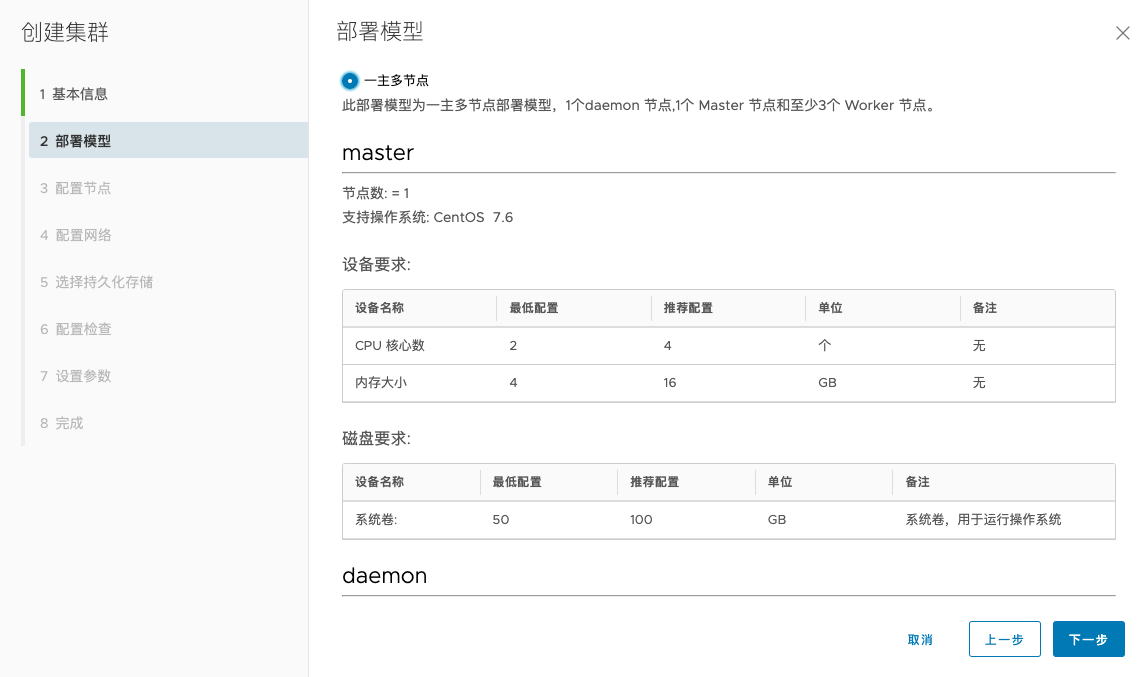 创建集群
1 基本信息
2 部署模型
3 配置节点
4 配置网络
5 选择持久化存储
6 配置检查
7 设置参数
8 完成
部署模型
一主多节点
此部署模型为一主多节点部署模型，1个daemon 节点,1个 Master 节点和至少3个 Worker 节点。
master
节点数: = 1
支持操作系统: CentOS 7.6
设备要求:
设备名称 最低配置 推荐配置 单位 备注
CPU 核心数 2 4 个 无
内存大小 4 16 GB 无
磁盘要求:
设备名称 最低配置 推荐配置 单位 备注
系统卷: 50 100 GB 系统卷，用于运行操作系统
daemon
取消 上一步 下一步